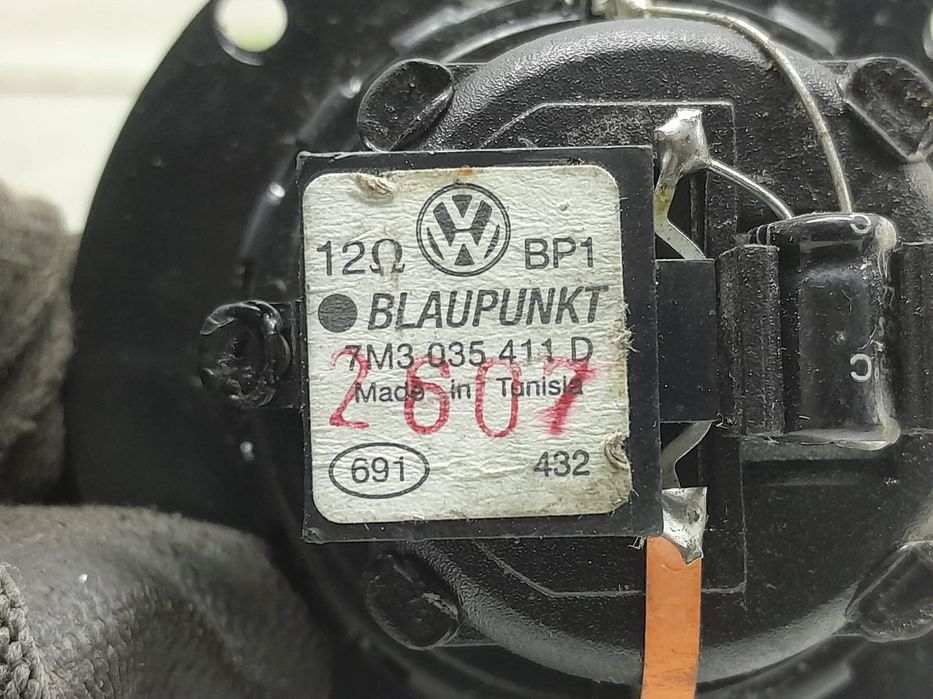 12Ω BP1
BLAUPUNKT
7M3 035 411 D
Made in Tunisia
2607
691 432
C